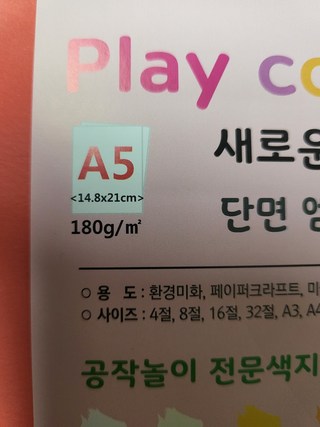 Play
A5
<14.8x21cm>
180g/㎡
새로운
단면
○ 용 도 : 환경미화, 페이퍼크라프트,
○ 사이즈 : 4절, 8절, 16절, 32절, A3, A4
공작놀이 전문색지